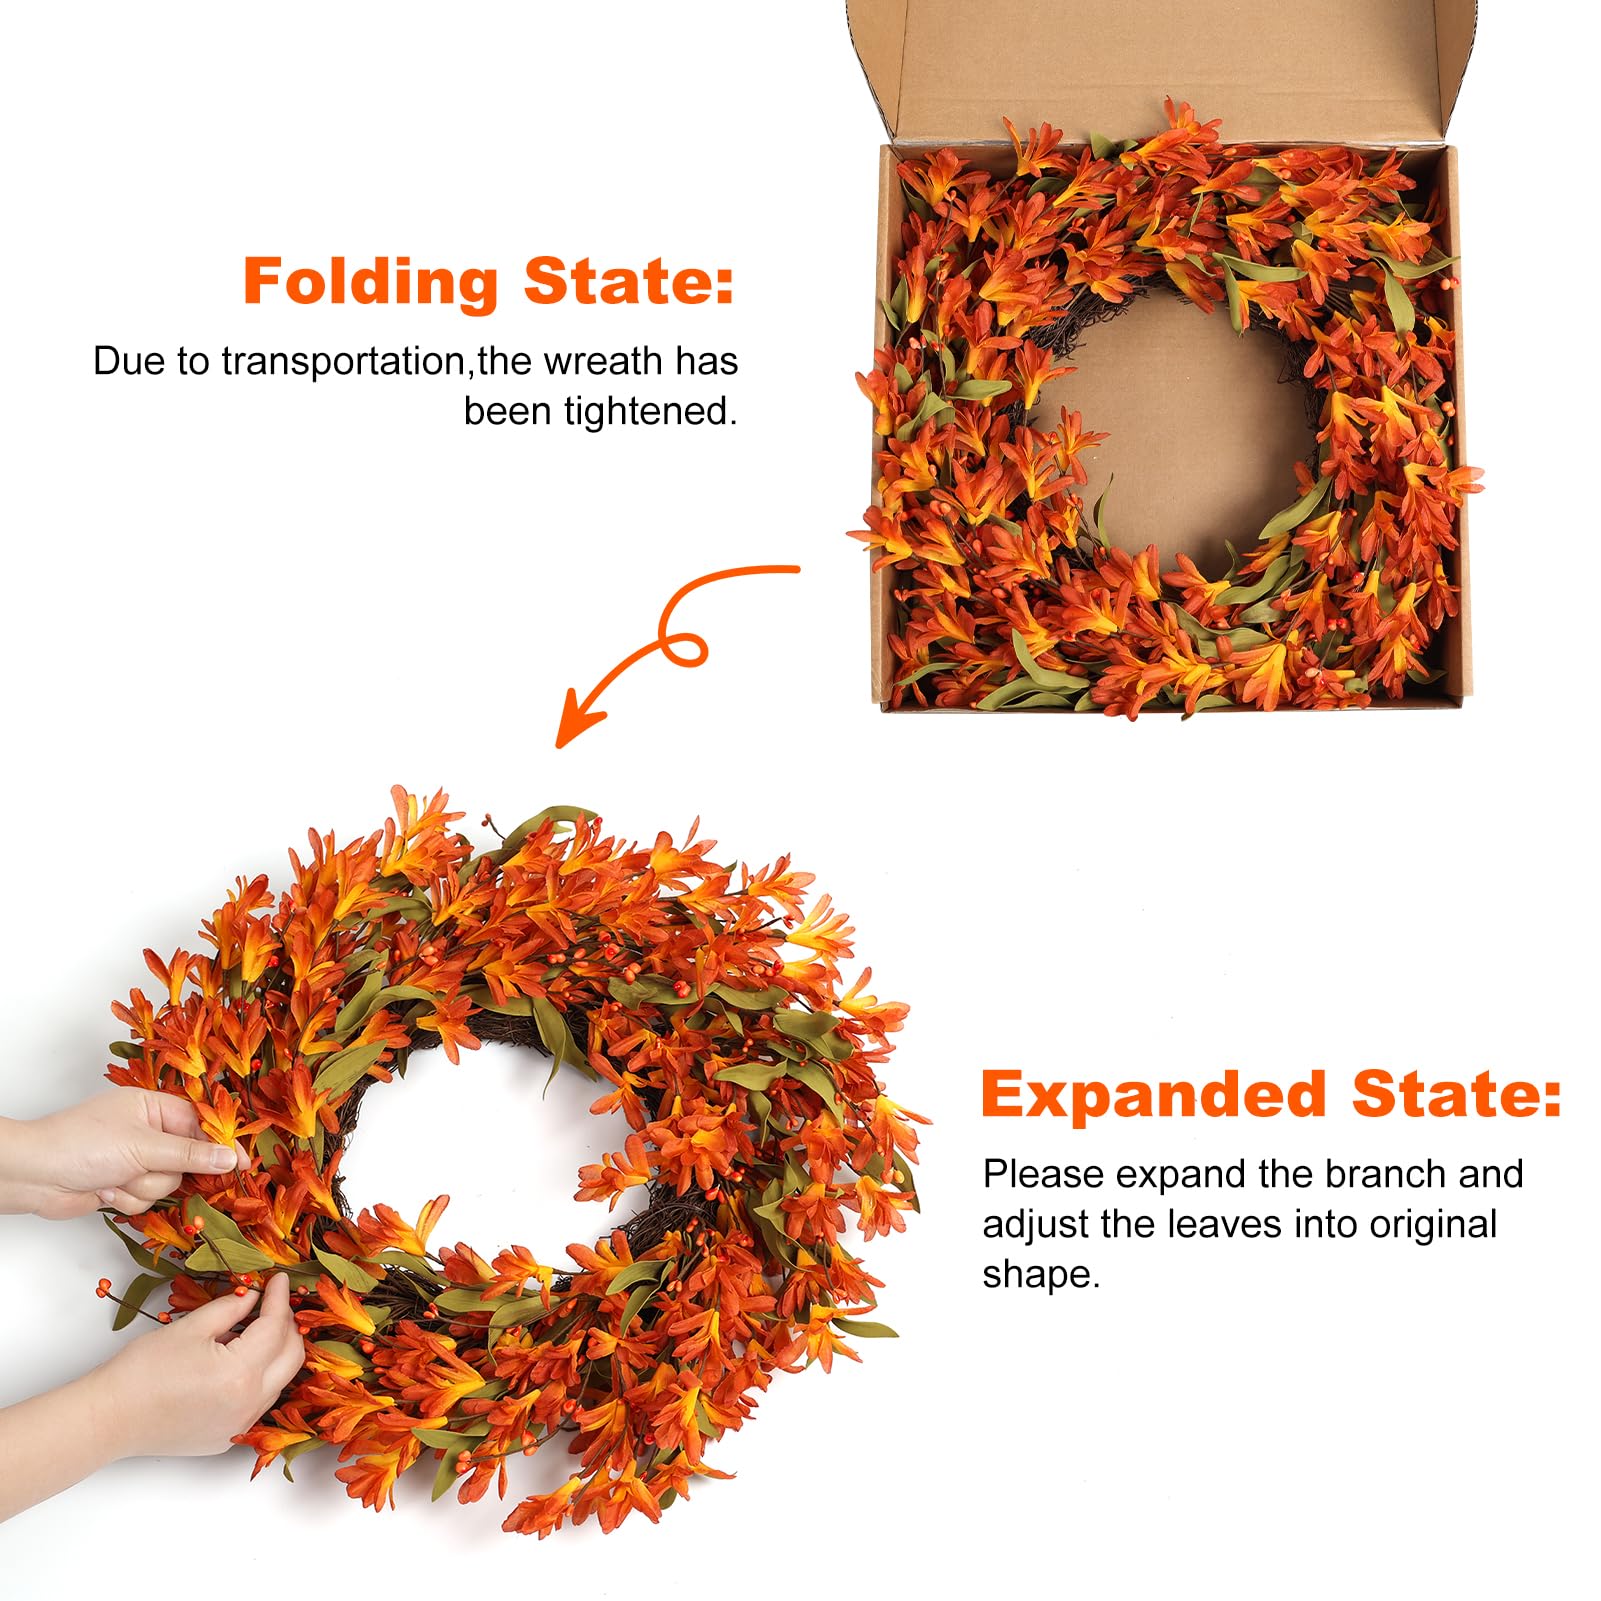 Folding State:
Due to transportation,the wreath has
been tightened.
Expanded State:
Please expand the branch and
adjust the leaves into original
shape.